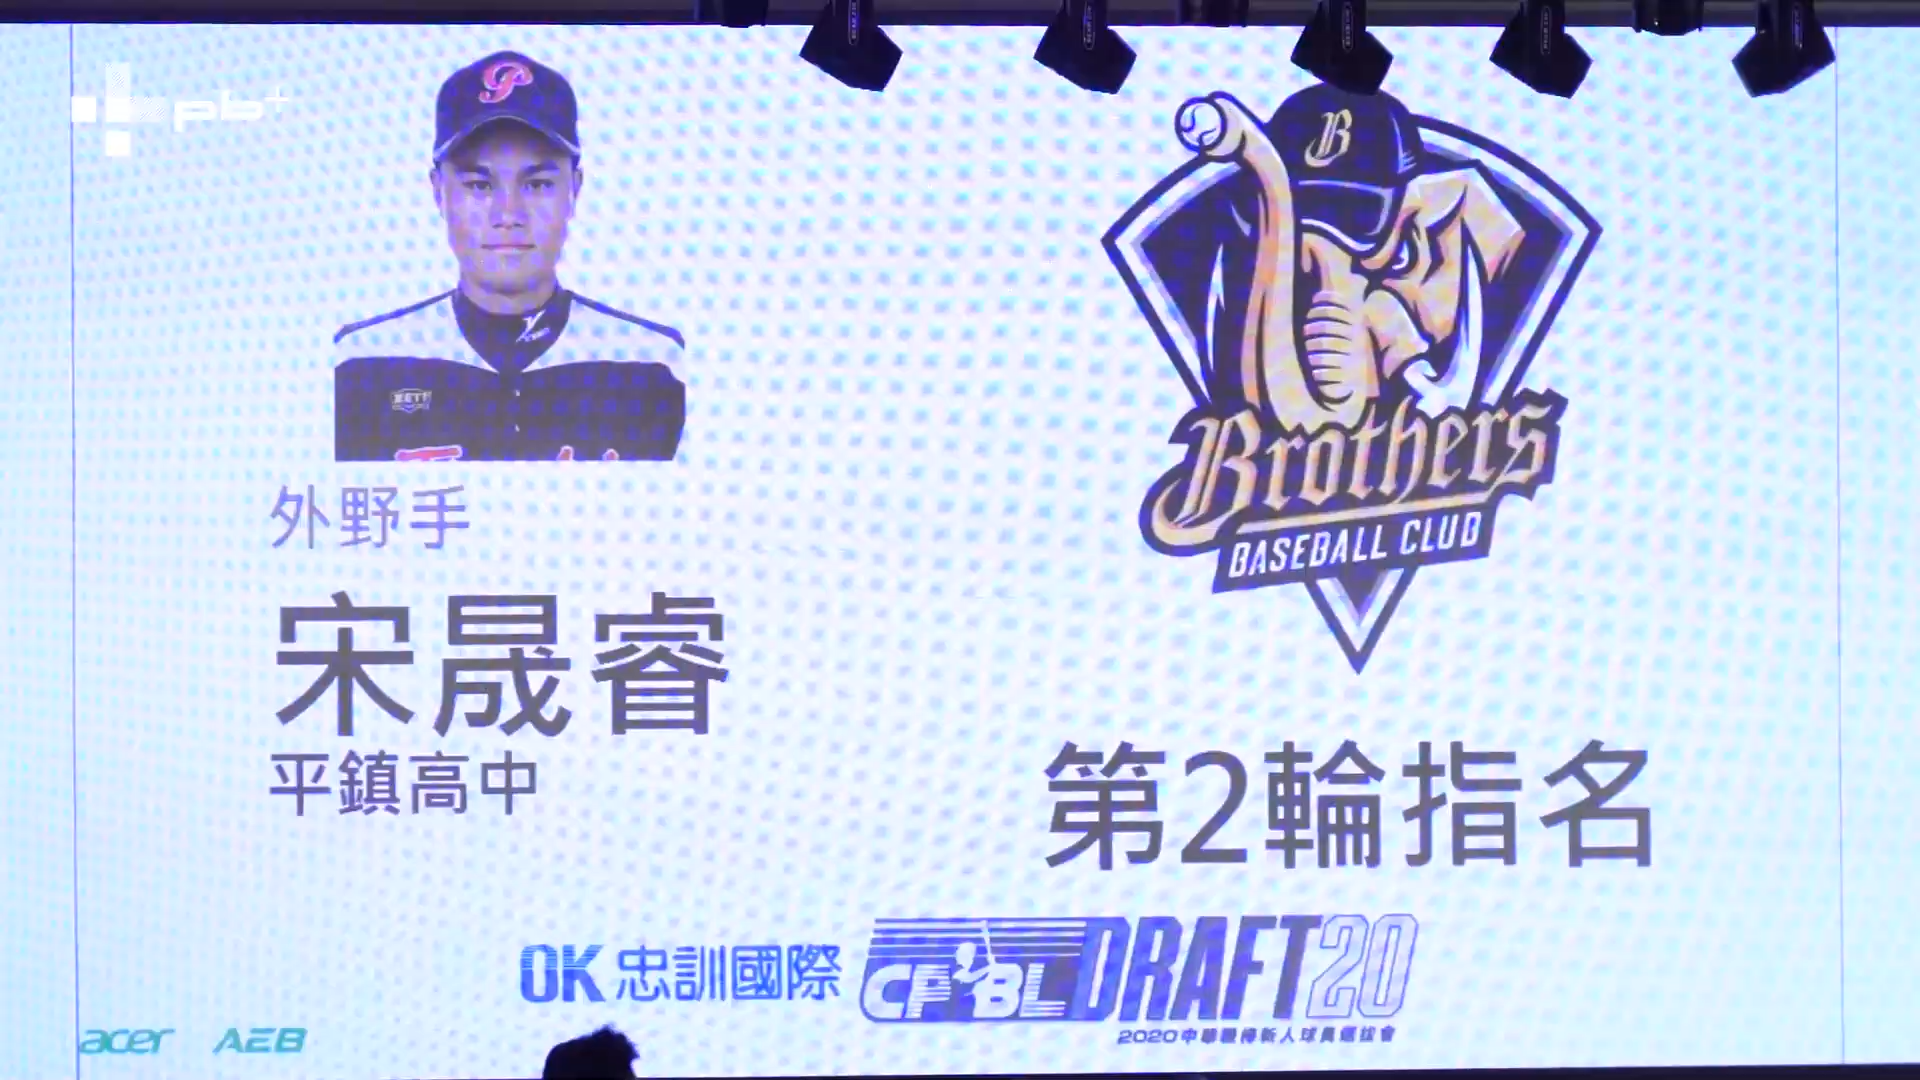 pb+
P
ZETT
外野手
宋晟睿
平鎮高中
B
Brothers
BASEBALL CLUB
第2輪指名
OK 忠訓國際
CPBL DRAFT20
2020中華職棒新人球員選拔會
acer AEB